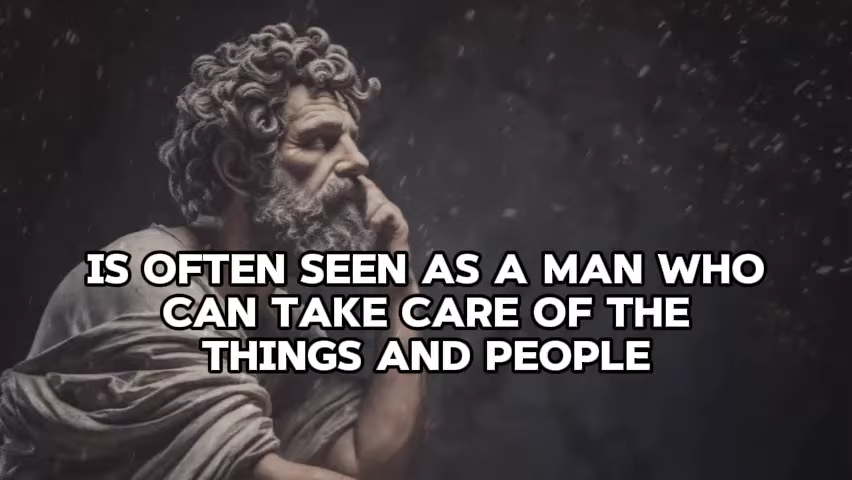 IS OFTEN SEEN AS A MAN WHO
CAN TAKE CARE OF THE
THINGS AND PEOPLE